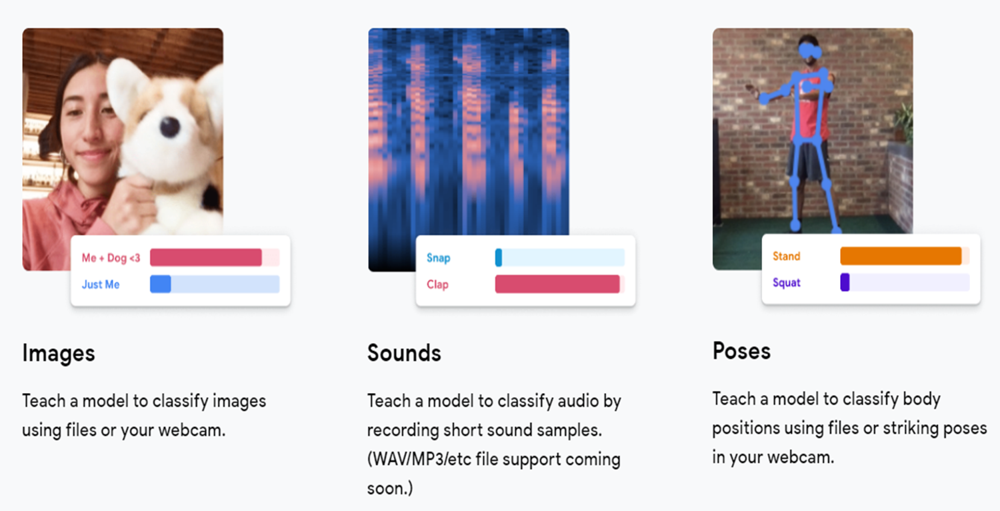 Me + Dog <3
Just Me
Images
Teach a model to classify images
using files or your webcam.
Snap
Clap
Sounds
Teach a model to classify audio by
recording short sound samples.
(WAV/MP3/etc file support coming
soon.)
Stand
Squat
Poses
Teach a model to classify body
positions using files or striking poses
in your webcam.